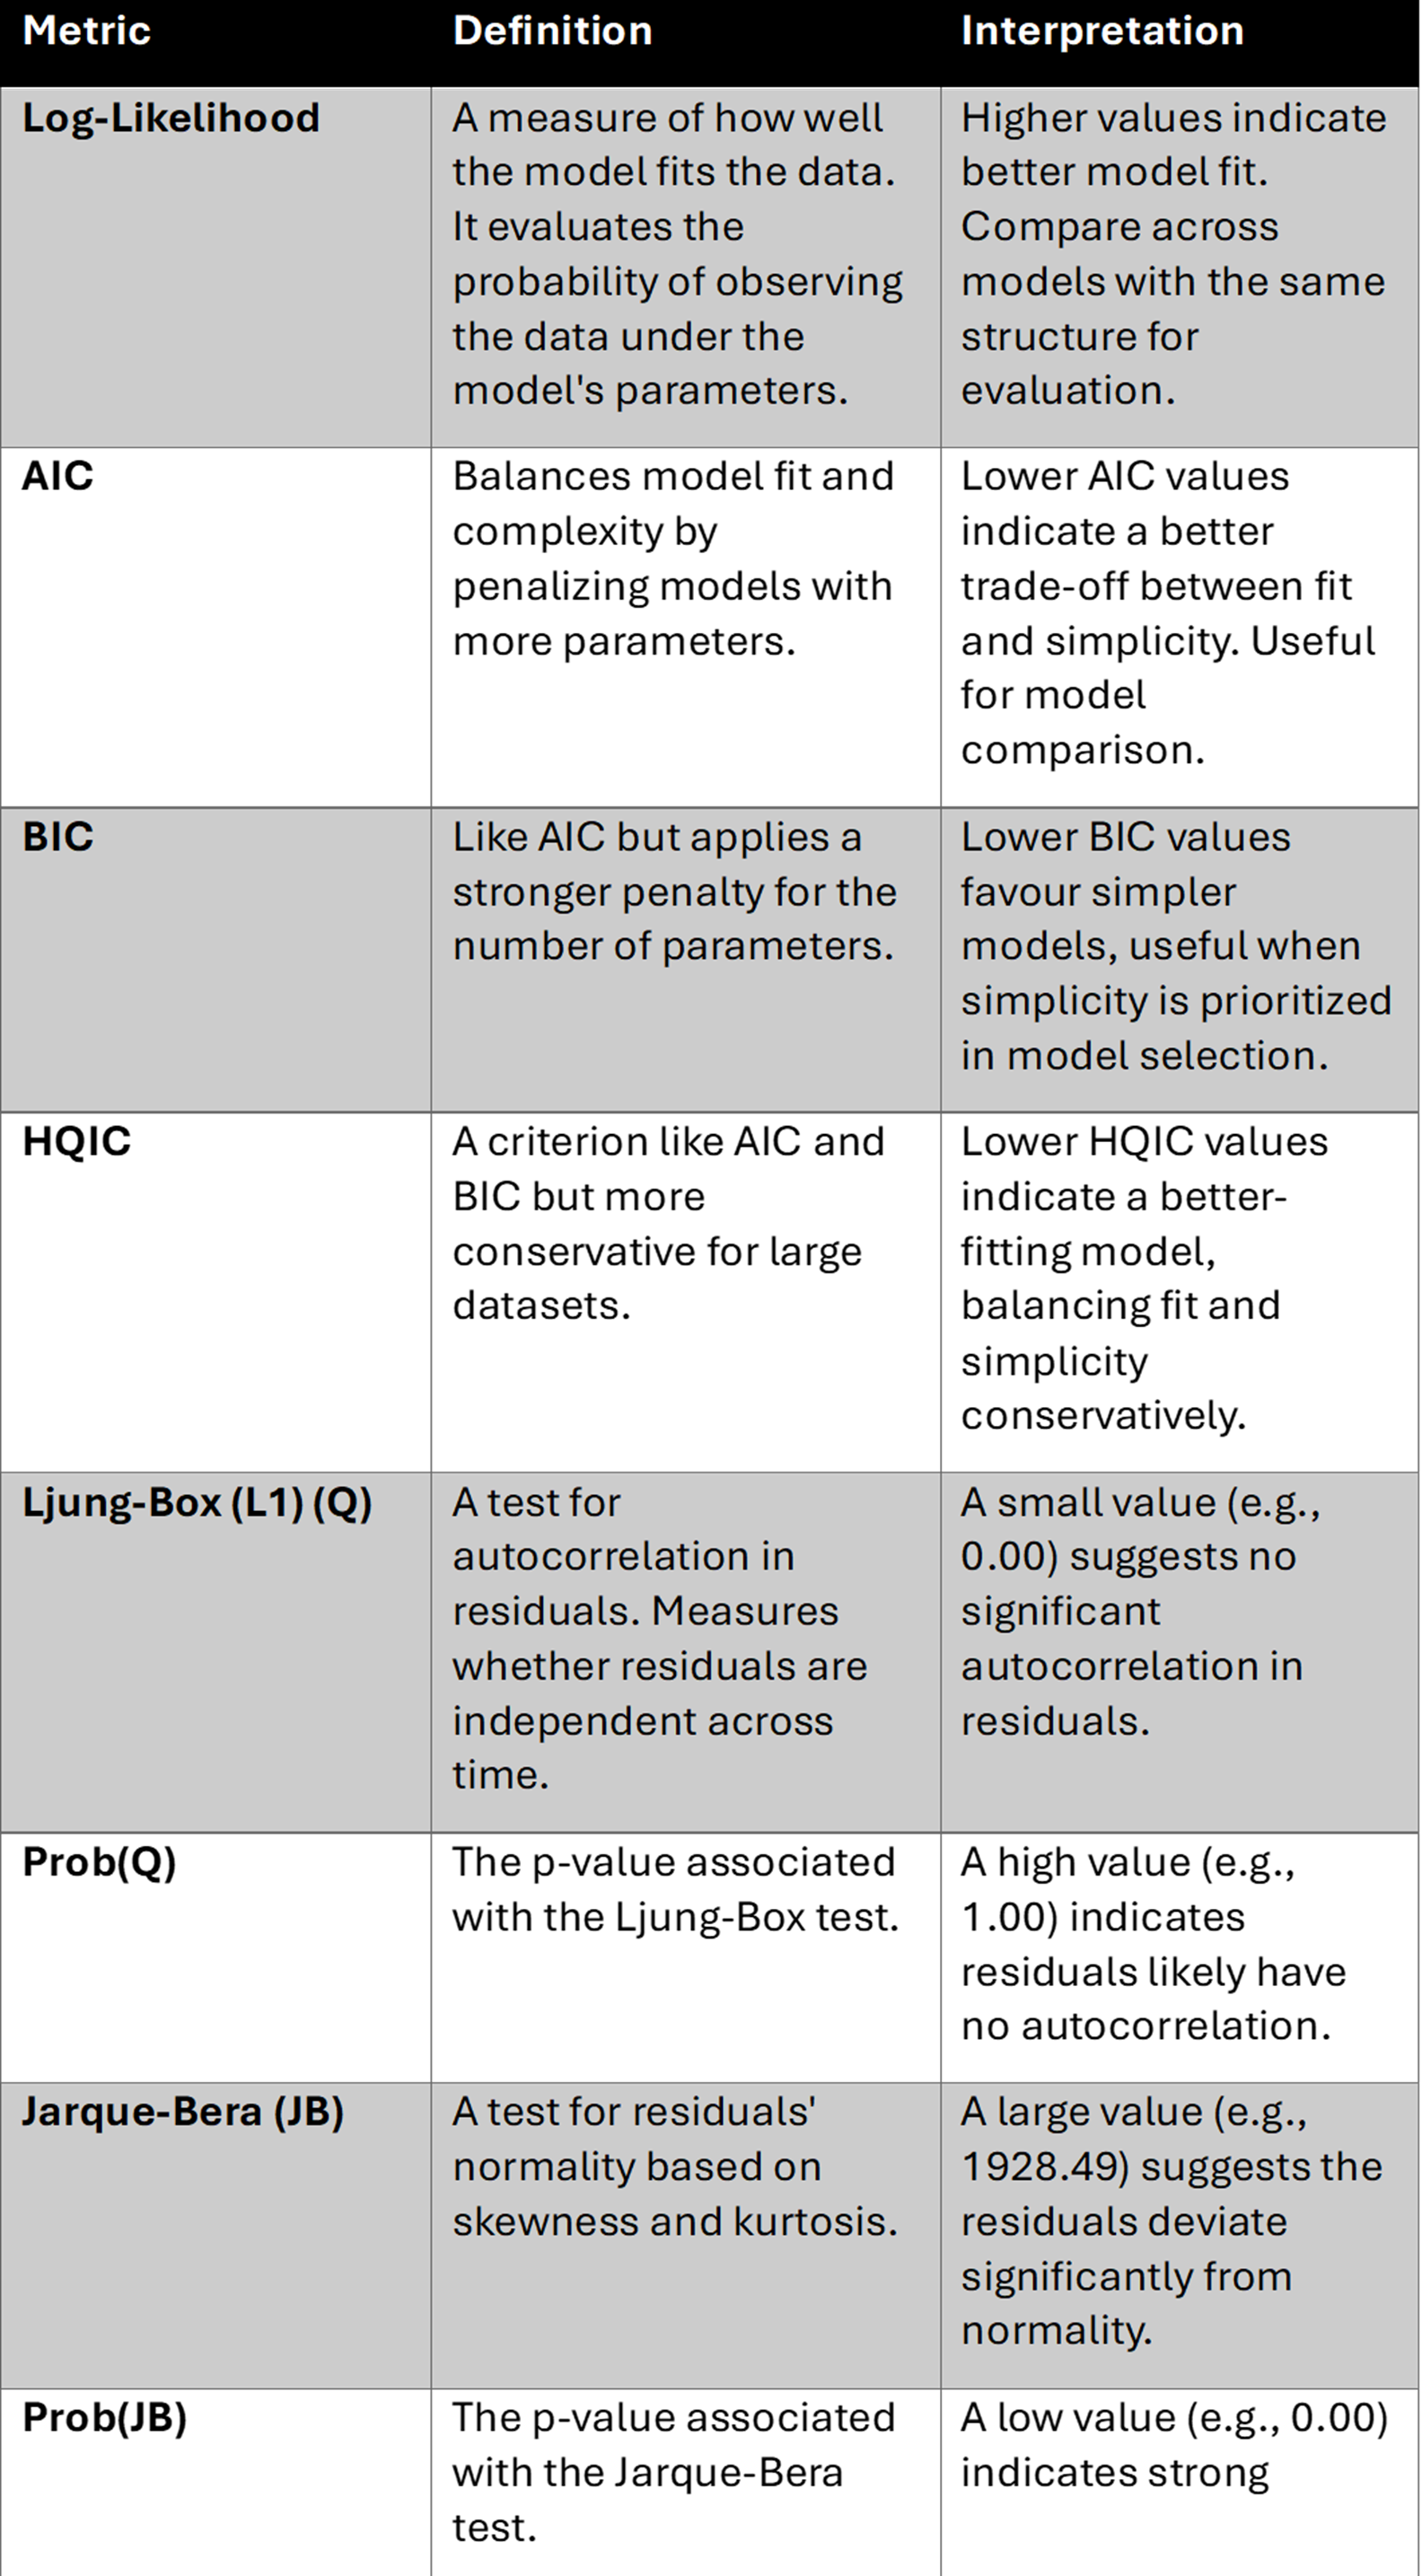 Metric
Definition
Interpretation
Log-Likelihood
A measure of how well
the model fits the data.
It evaluates the
probability of observing
the data under the
model's parameters.
Higher values indicate
better model fit.
Compare across
models with the same
structure for
evaluation.
AIC
Balances model fit and
complexity by
penalizing models with
more parameters.
Lower AIC values
indicate a better
trade-off between fit
and simplicity. Useful
for model
comparison.
BIC
Like AIC but applies a
stronger penalty for the
number of parameters.
Lower BIC values
favour simpler
models, useful when
simplicity is prioritized
in model selection.
HQIC
A criterion like AIC and
BIC but more
conservative for large
datasets.
Lower HQIC values
indicate a better-
fitting model,
balancing fit and
simplicity
conservatively.
Ljung-Box (L1) (Q)
A test for
autocorrelation in
residuals. Measures
whether residuals are
independent across
time.
A small value (e.g.,
0.00) suggests no
significant
autocorrelation in
residuals.
Prob(Q)
The p-value associated
with the Ljung-Box test.
A high value (e.g.,
1.00) indicates
residuals likely have
no autocorrelation.
Jarque-Bera (JB)
A test for residuals'
normality based on
skewness and kurtosis.
A large value (e.g.,
1928.49) suggests the
residuals deviate
significantly from
normality.
Prob(JB)
The p-value associated
with the Jarque-Bera
test.
A low value (e.g., 0.00)
indicates strong